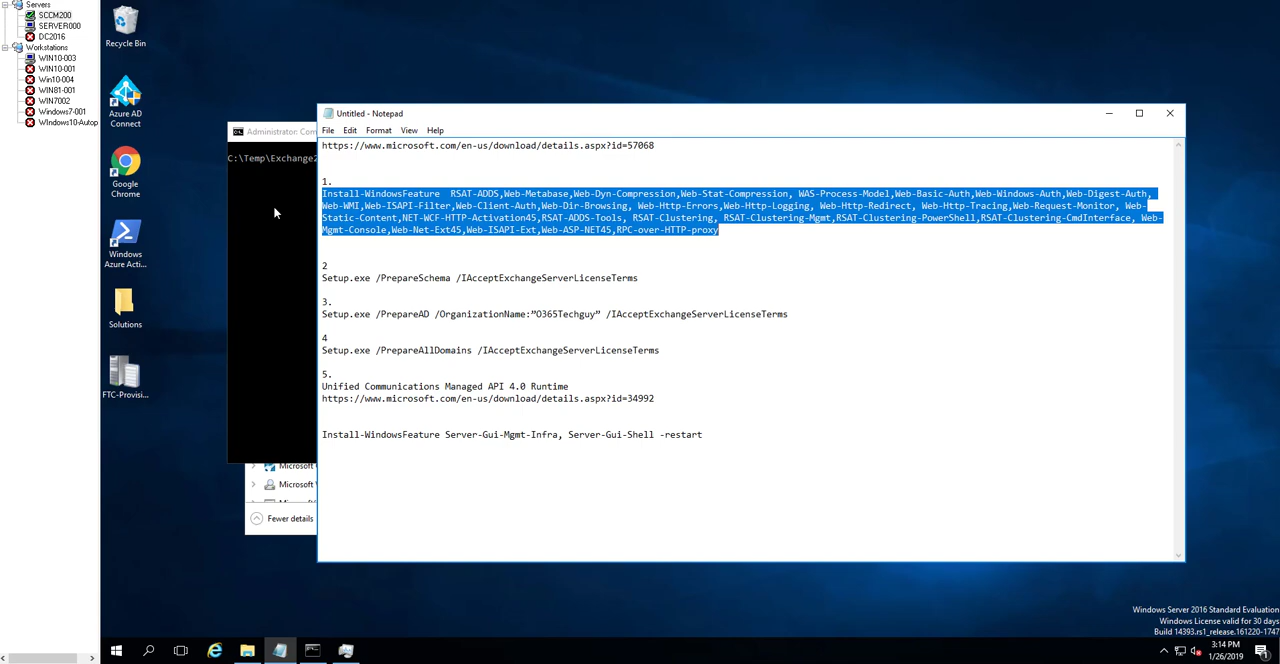 Servers
SCCM200
SERVER000
DC2016
Workstations
WIN10-003
WIN10-001
Win10-004
WIN81-001
WIN7002
Windows7-001
WIndows10-Autop
Recycle Bin
Azure AD
Connect
Google
Chrome
Windows
Azure Acti...
Solutions
FTC-Provisi...
Administrator: Com
C:\Temp\Exchange2
Microsoft
Microsoft
Fewer details
Untitled - Notepad
File Edit Format View Help
https://www.microsoft.com/en-us/download/details.aspx?id=57068
1.
Install-WindowsFeature  RSAT-ADDS,Web-Metabase,Web-Dyn-Compression,Web-Stat-Compression, WAS-Process-Model,Web-Basic-Auth,Web-Windows-Auth,Web-Digest-Auth,
Web-WMI,Web-ISAPI-Filter,Web-Client-Auth,Web-Dir-Browsing, Web-Http-Errors,Web-Http-Logging, Web-Http-Redirect, Web-Http-Tracing,Web-Request-Monitor, Web-
Static-Content,NET-WCF-HTTP-Activation45,RSAT-ADDS-Tools, RSAT-Clustering, RSAT-Clustering-Mgmt,RSAT-Clustering-PowerShell,RSAT-Clustering-CmdInterface, Web-
Mgmt-Console,Web-Net-Ext45,Web-ISAPI-Ext,Web-ASP-NET45,RPC-over-HTTP-proxy
2
Setup.exe /PrepareSchema /IAcceptExchangeServerLicenseTerms
3.
Setup.exe /PrepareAD /OrganizationName:”O365Techguy” /IAcceptExchangeServerLicenseTerms
4
Setup.exe /PrepareAllDomains /IAcceptExchangeServerLicenseTerms
5.
Unified Communications Managed API 4.0 Runtime
https://www.microsoft.com/en-us/download/details.aspx?id=34992
Install-WindowsFeature Server-Gui-Mgmt-Infra, Server-Gui-Shell -restart
Windows Server 2016 Standard Evaluation
Windows License valid for 30 days
Build 14393.rs1_release.161220-1747
3:14 PM
1/26/2019
1